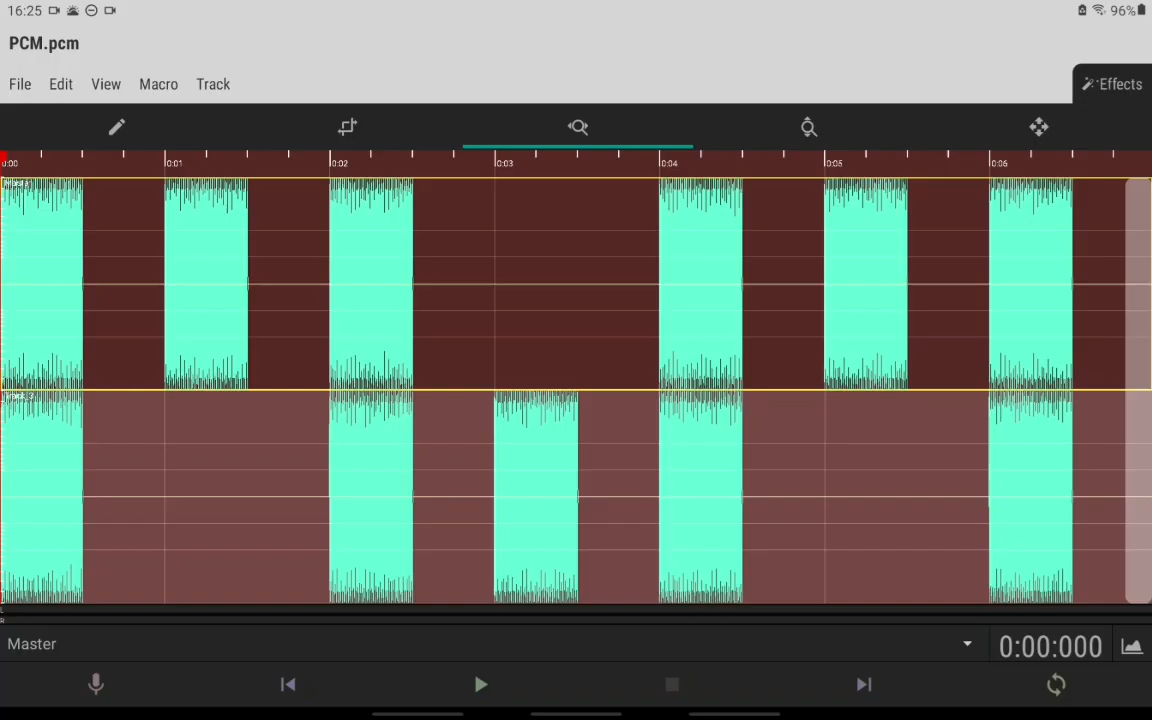 16:25 96%
PCM.pcm
File Edit View Macro Track Effects
0:00 0:01 0:02 0:03 0:04 0:05 0:06
L
R
Master 0:00:000